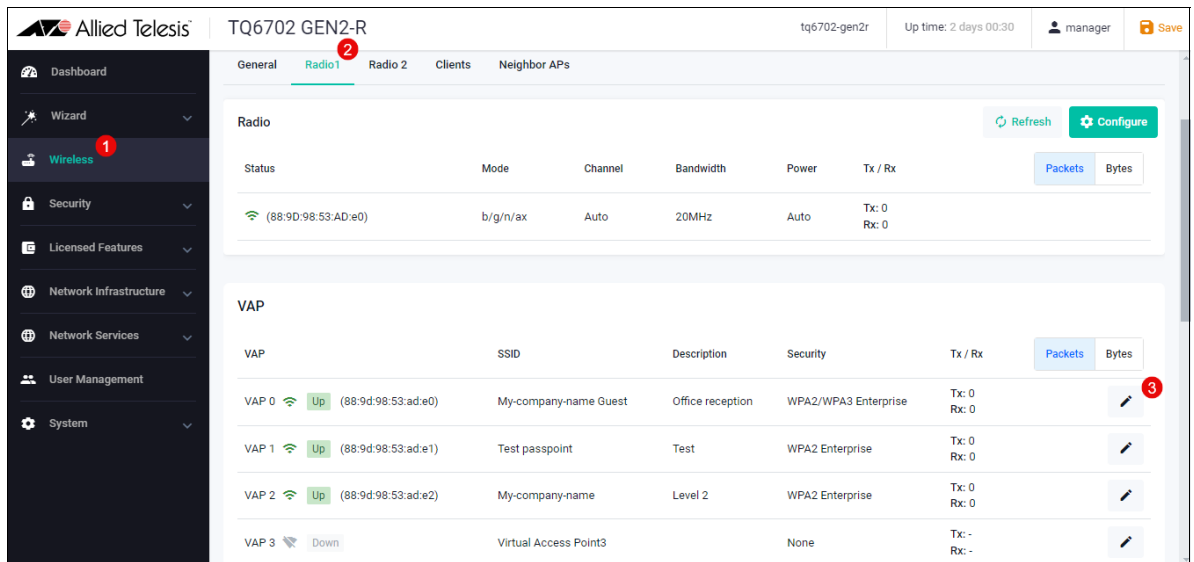 Allied Telesis™ TQ6702 GEN2-R tq6702-gen2r Up time: 2 days 00:30 manager Save
2
General Radio1 Radio 2 Clients Neighbor APs
Dashboard
Wizard
1
Wireless
Security
Licensed Features
Network Infrastructure
Network Services
User Management
System
Radio Refresh Configure
Status Mode Channel Bandwidth Power Tx / Rx Packets Bytes
(88:9D:98:53:AD:e0) b/g/n/ax Auto 20MHz Auto Tx: 0
Rx: 0
VAP
VAP SSID Description Security Tx / Rx Packets Bytes
3
VAP 0 Up (88:9d:98:53:ad:e0) My-company-name Guest Office reception WPA2/WPA3 Enterprise Tx: 0
Rx: 0
VAP 1 Up (88:9d:98:53:ad:e1) Test passpoint Test WPA2 Enterprise Tx: 0
Rx: 0
VAP 2 Up (88:9d:98:53:ad:e2) My-company-name Level 2 WPA2 Enterprise Tx: 0
Rx: 0
VAP 3 Down Virtual Access Point3 None Tx: -
Rx: -